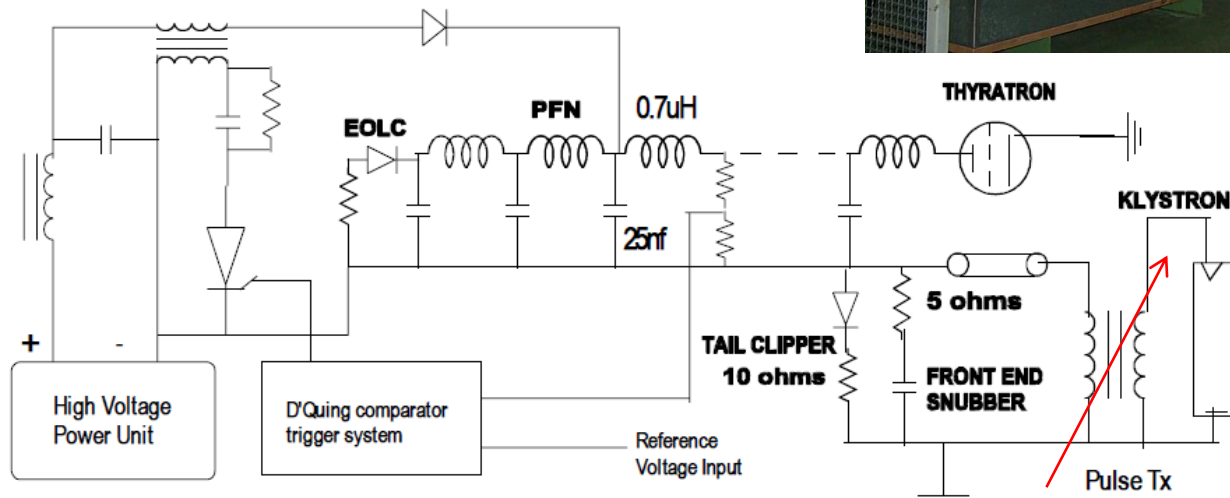 THYRATRON
PFN
0.7uH
EOLC
KLYSTRON
25nf
5 ohms
+
-
TAIL CLIPPER
10 ohms
FRONT END
SNUBBER
High Voltage
Power Unit
D'Quing comparator
trigger system
Reference
Voltage Input
Pulse Tx